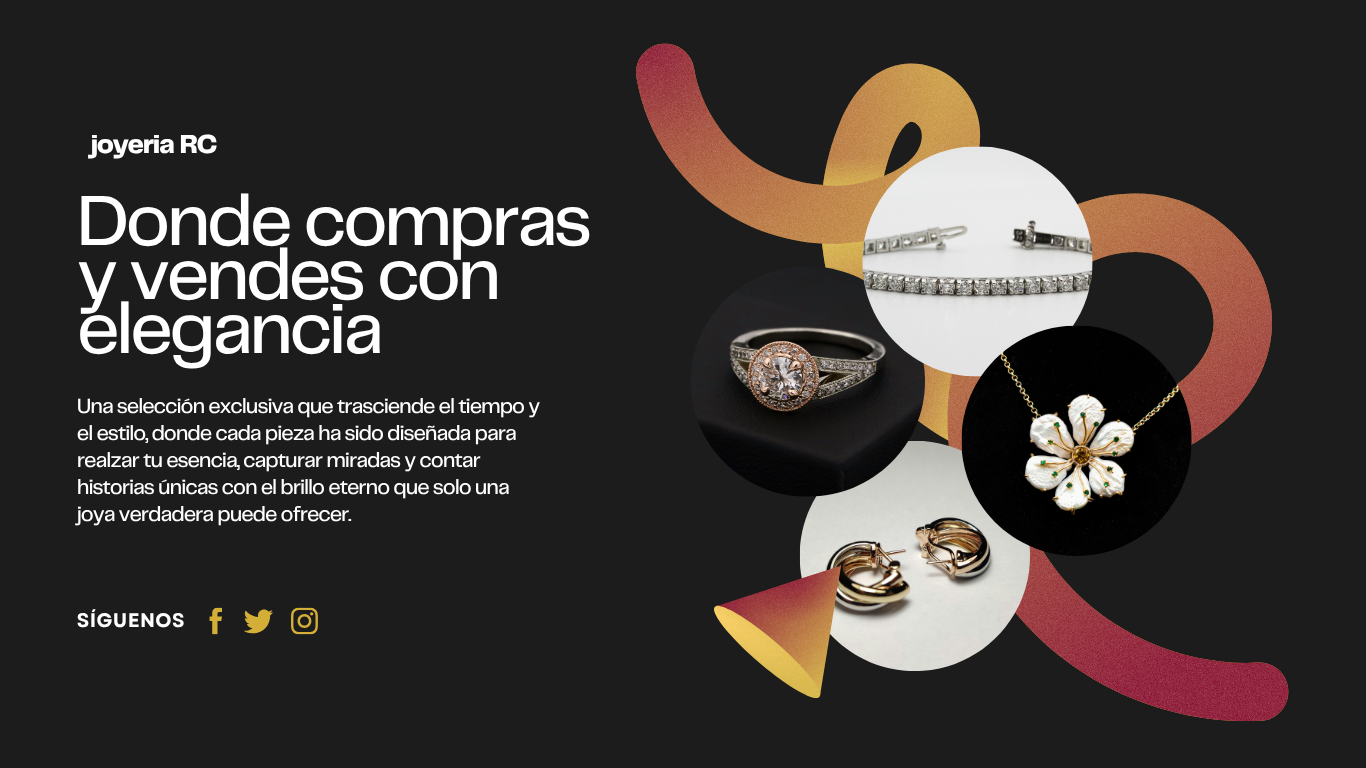 joyeria RC
Donde compras
y vendes con
elegancia
Una selección exclusiva que trasciende el tiempo y
el estilo, donde cada pieza ha sido diseñada para
realzar tu esencia, capturar miradas y contar
historias únicas con el brillo eterno que solo una
joya verdadera puede ofrecer.
SÍGUENOS